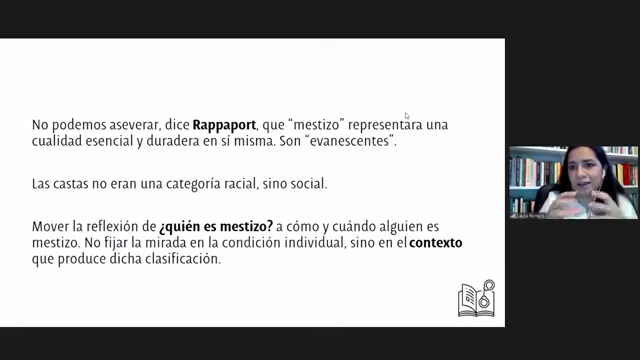 No podemos aseverar, dice Rappaport, que “mestizo” representara una
cualidad esencial y duradera en sí misma. Son “evanescentes”.
Las castas no eran una categoría racial, sino social.
Mover la reflexión de ¿quién es mestizo? a cómo y cuándo alguien es
mestizo. No fijar la mirada en la condición individual, sino en el contexto
que produce dicha clasificación.